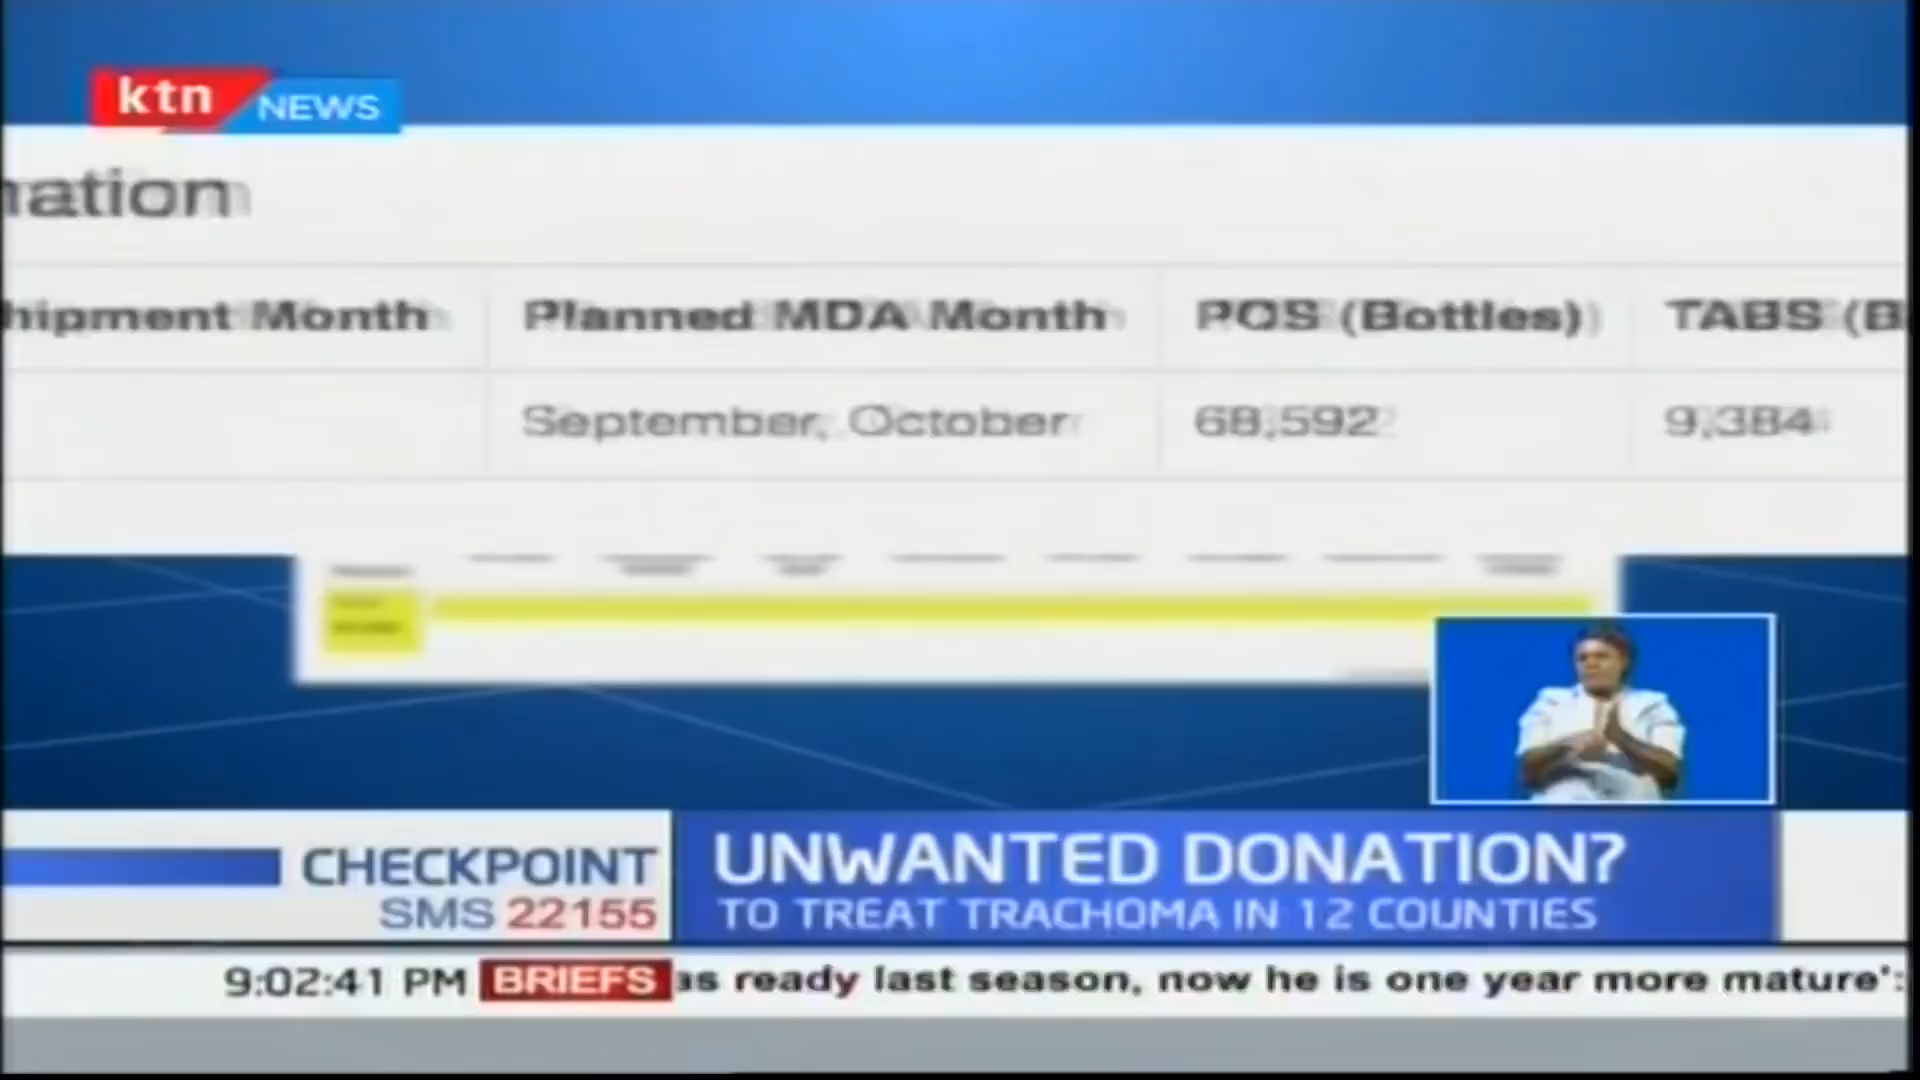 ktn NEWS
nation
hipment Month Planned MDA Month POS (Bottles) TABS (B
September, October 68,592 9,384
CHECKPOINT
SMS 22155
UNWANTED DONATION?
TO TREAT TRACHOMA IN 12 COUNTIES
9:02:41 PM BRIEFS as ready last season, now he is one year more mature':